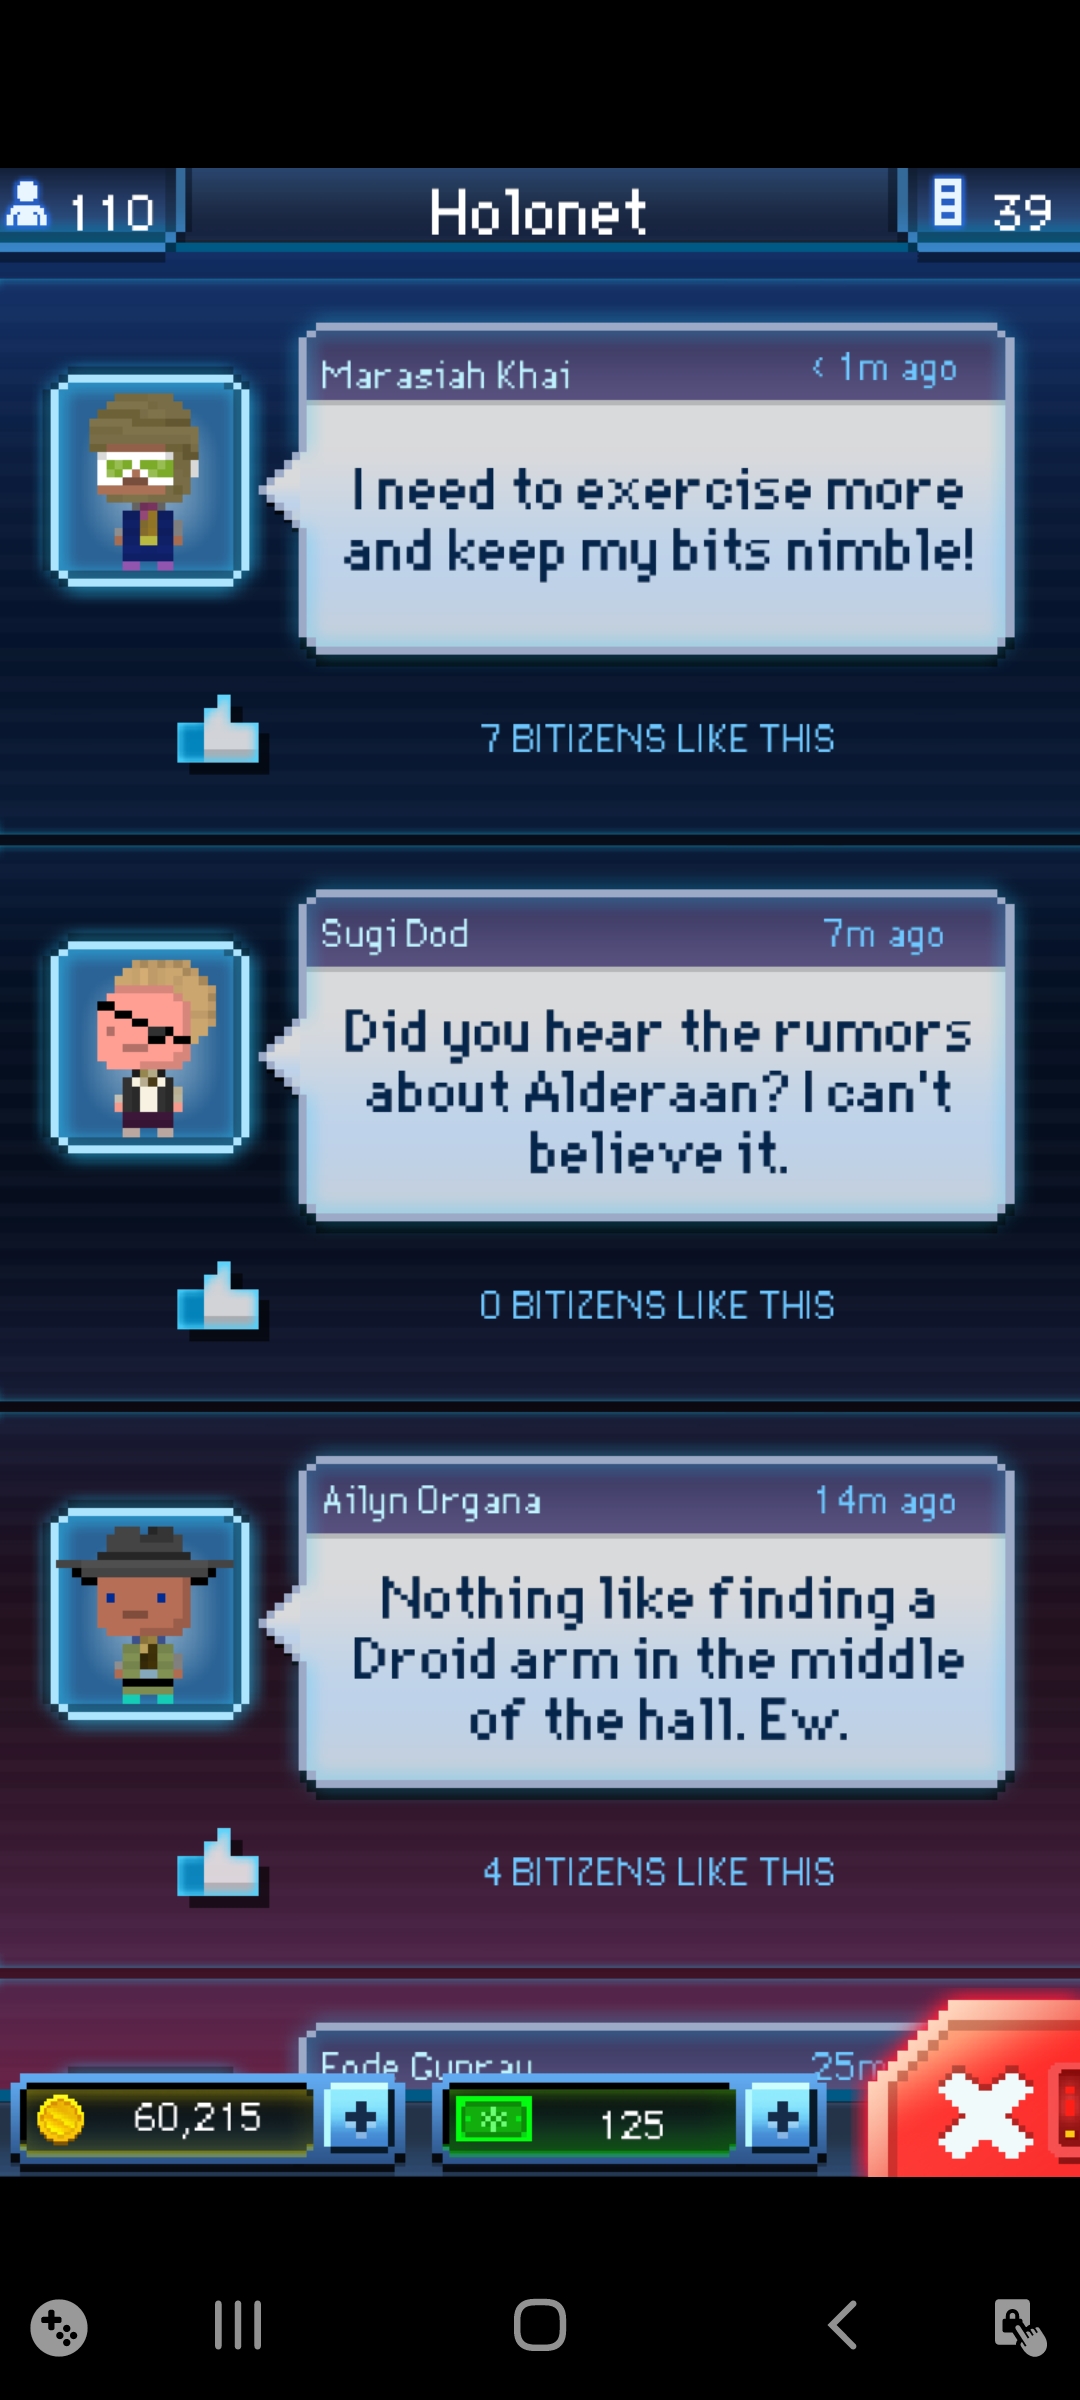 110
Holonet
39
Marasiah Khai
< 1m ago
I need to exercise more
and keep my bits nimble!
7 BITIZENS LIKE THIS
Sugi Dod
7m ago
Did you hear the rumors
about Alderaan? I can't
believe it.
0 BITIZENS LIKE THIS
Ailyn Organa
14m ago
Nothing like finding a
Droid arm in the middle
of the hall. Ew.
4 BITIZENS LIKE THIS
25m
60,215
125